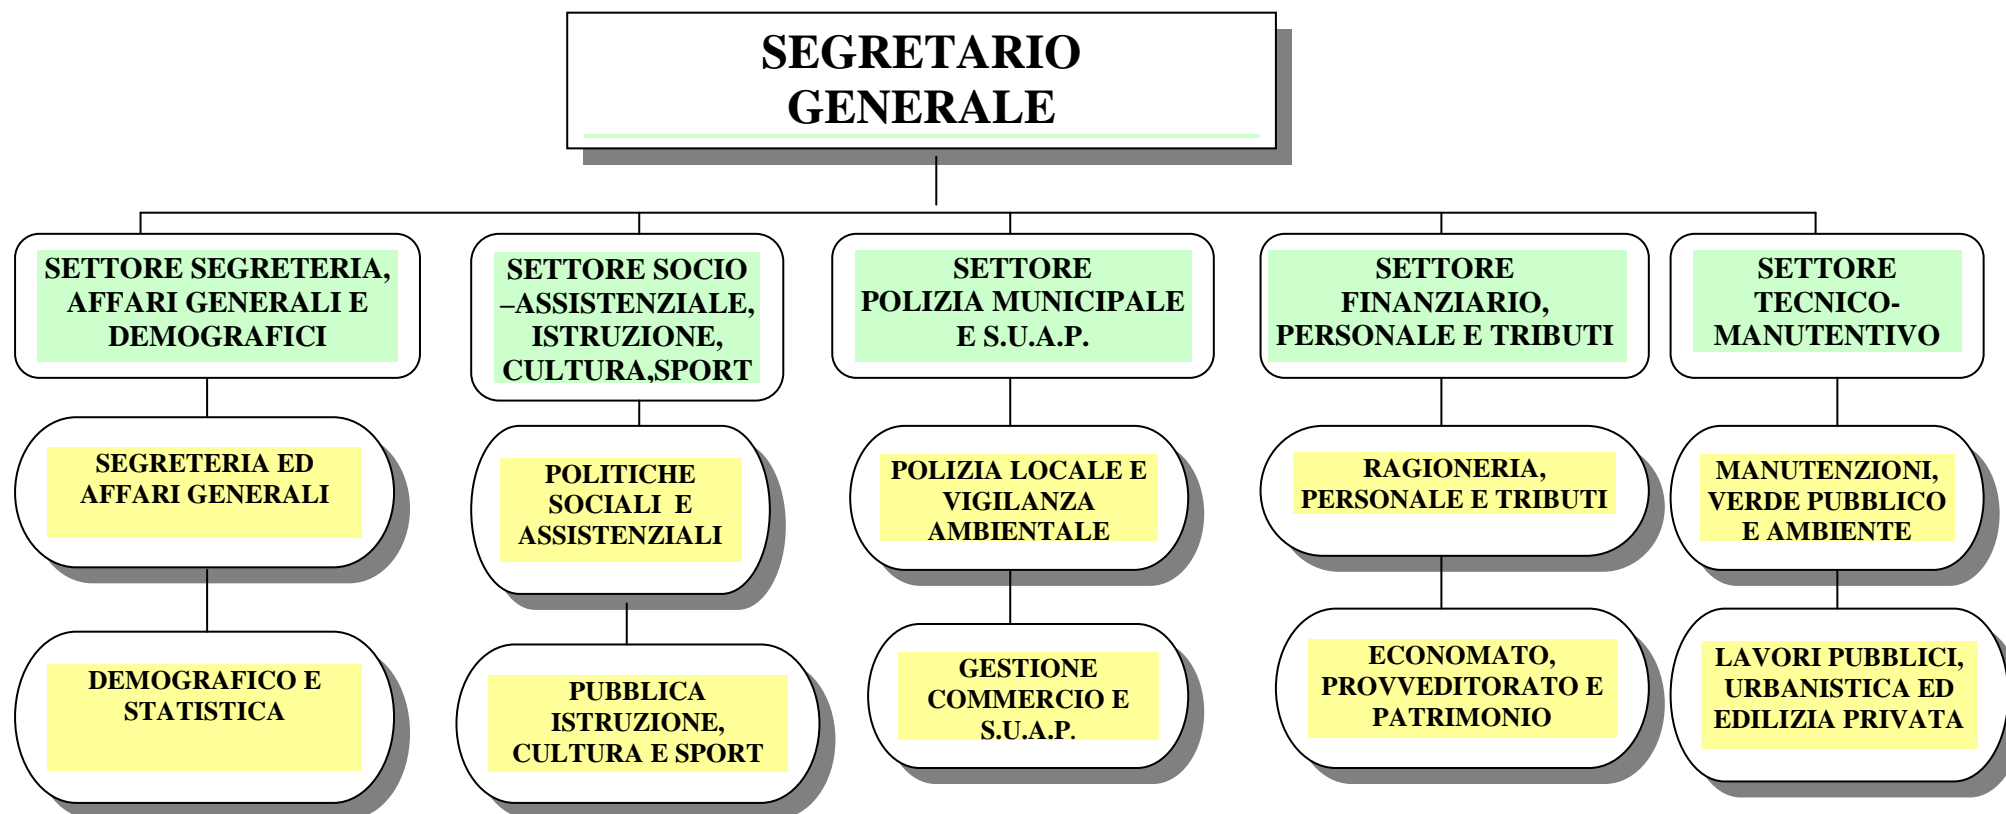 SEGRETARIO
GENERALE
SETTORE SEGRETERIA,
AFFARI GENERALI E
DEMOGRAFICI
SETTORE SOCIO
–ASSISTENZIALE,
ISTRUZIONE,
CULTURA,SPORT
SETTORE
POLIZIA MUNICIPALE
E S.U.A.P.
SETTORE
FINANZIARIO,
PERSONALE E TRIBUTI
SETTORE
TECNICO-
MANUTENTIVO
SEGRETERIA ED
AFFARI GENERALI
POLITICHE
SOCIALI E
ASSISTENZIALI
POLIZIA LOCALE E
VIGILANZA
AMBIENTALE
RAGIONERIA,
PERSONALE E TRIBUTI
MANUTENZIONI,
VERDE PUBBLICO
E AMBIENTE
DEMOGRAFICO E
STATISTICA
PUBBLICA
ISTRUZIONE,
CULTURA E SPORT
GESTIONE
COMMERCIO E
S.U.A.P.
ECONOMATO,
PROVVEDITORATO E
PATRIMONIO
LAVORI PUBBLICI,
URBANISTICA ED
EDILIZIA PRIVATA